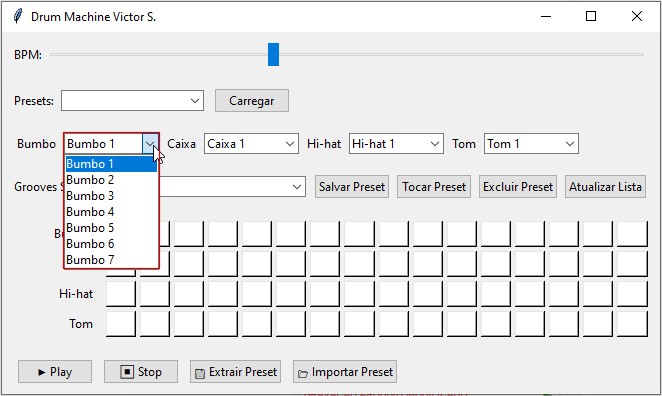 Drum Machine Victor S.
BPM:
Presets: Carregar
Bumbo Bumbo 1 Caixa Caixa 1 Hi-hat Hi-hat 1 Tom Tom 1
Bumbo 1
Bumbo 2
Bumbo 3
Bumbo 4
Bumbo 5
Bumbo 6
Bumbo 7
Grooves Salvar Preset Tocar Preset Excluir Preset Atualizar Lista
Hi-hat
Tom
► Play Stop Extrair Preset Importar Preset